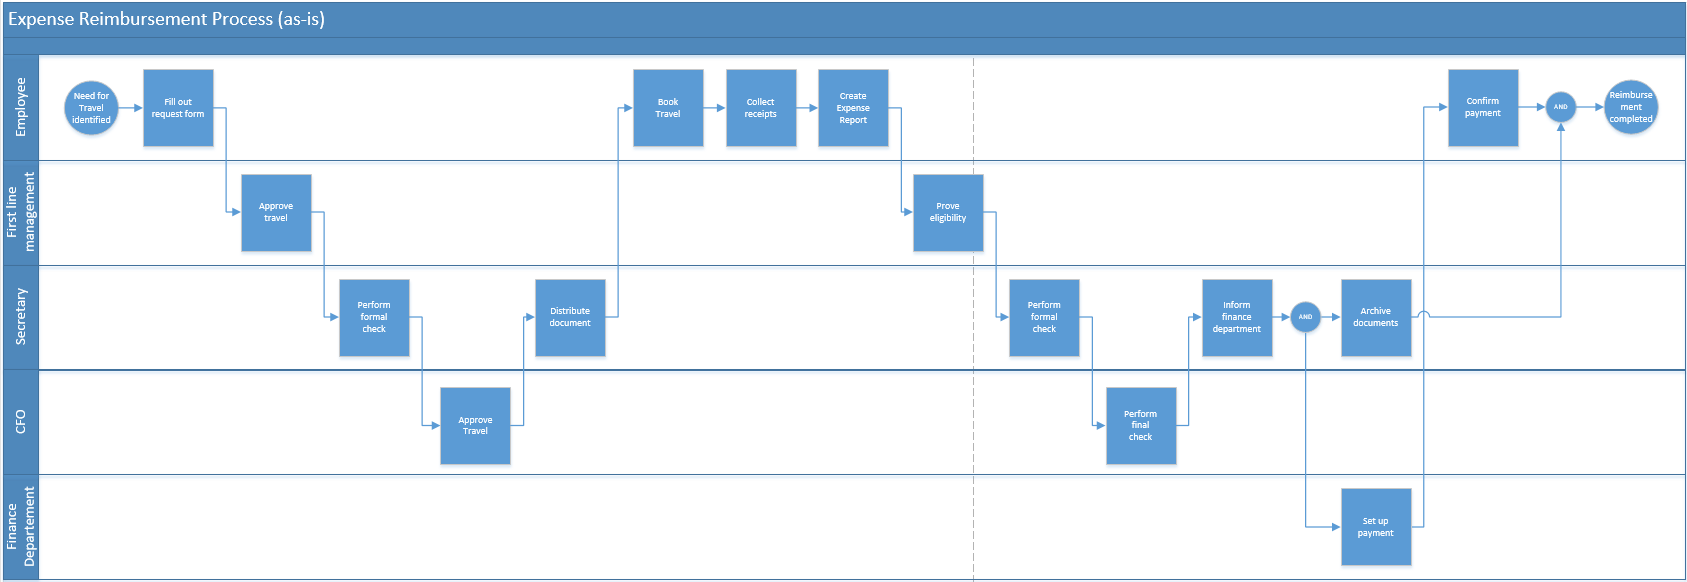 Expense Reimbursement Process (as-is)
Employee
Need for
Travel
identified
Fill out
request form
Book
Travel
Collect
receipts
Create
Expense
Report
Confirm
payment
AND
Reimburse
ment
completed
First line
management
Approve
travel
Prove
eligibility
Secretary
Perform
formal
check
Distribute
document
Perform
formal
check
Inform
finance
department
AND
Archive
documents
CFO
Approve
Travel
Perform
final
check
Finance
Departement
Set up
payment